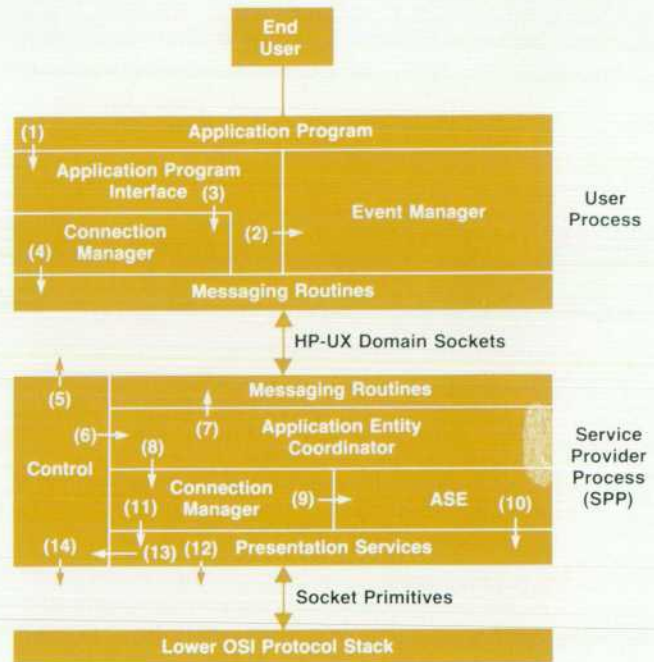 End
User
(1)
Application Program
Application Program
Interface
(3)
Event Manager
User
Process
Connection
Manager
(2)
(4)
Messaging Routines
HP-UX Domain Sockets
Messaging Routines
(5)
(7)
(6)
Application Entity
Coordinator
Service
Provider
Process
(SPP)
(8)
Control
Connection
Manager
(9)
ASE
(10)
(11)
(14)
(13)
(12)
Presentation Services
Socket Primitives
Lower OSI Protocol Stack